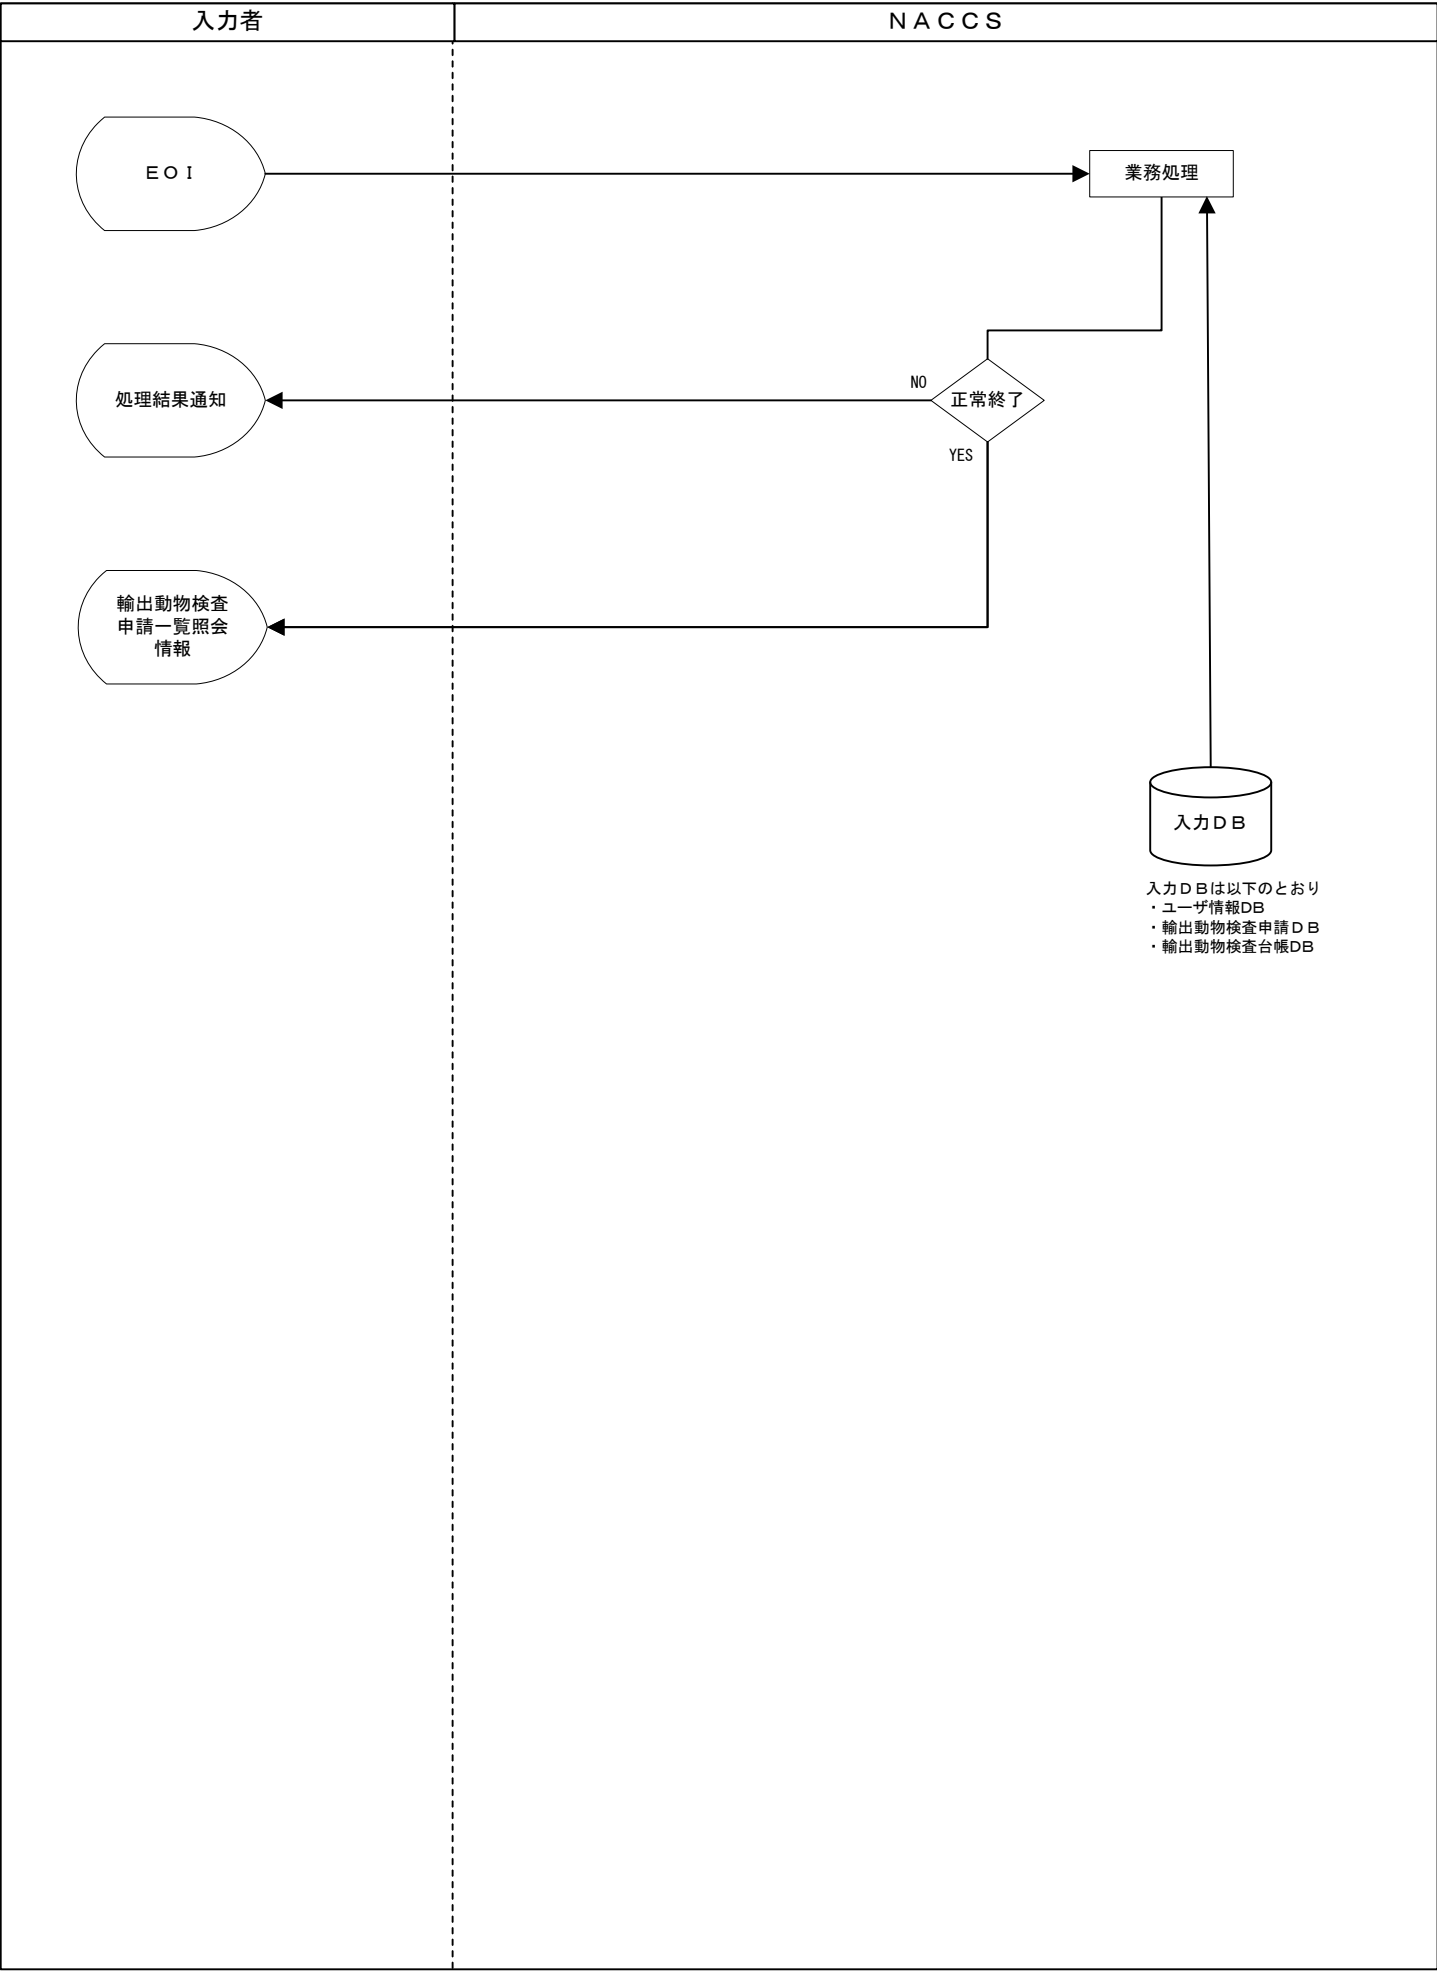 入力者
ＮＡＣＣＳ
ＥＯＩ
業務処理
処理結果通知
NO
正常終了
YES
輸出動物検査
申請一覧照会
情報
入力ＤＢ
入力ＤＢは以下のとおり
・ユーザ情報DB
・輸出動物検査申請ＤＢ
・輸出動物検査台帳DB